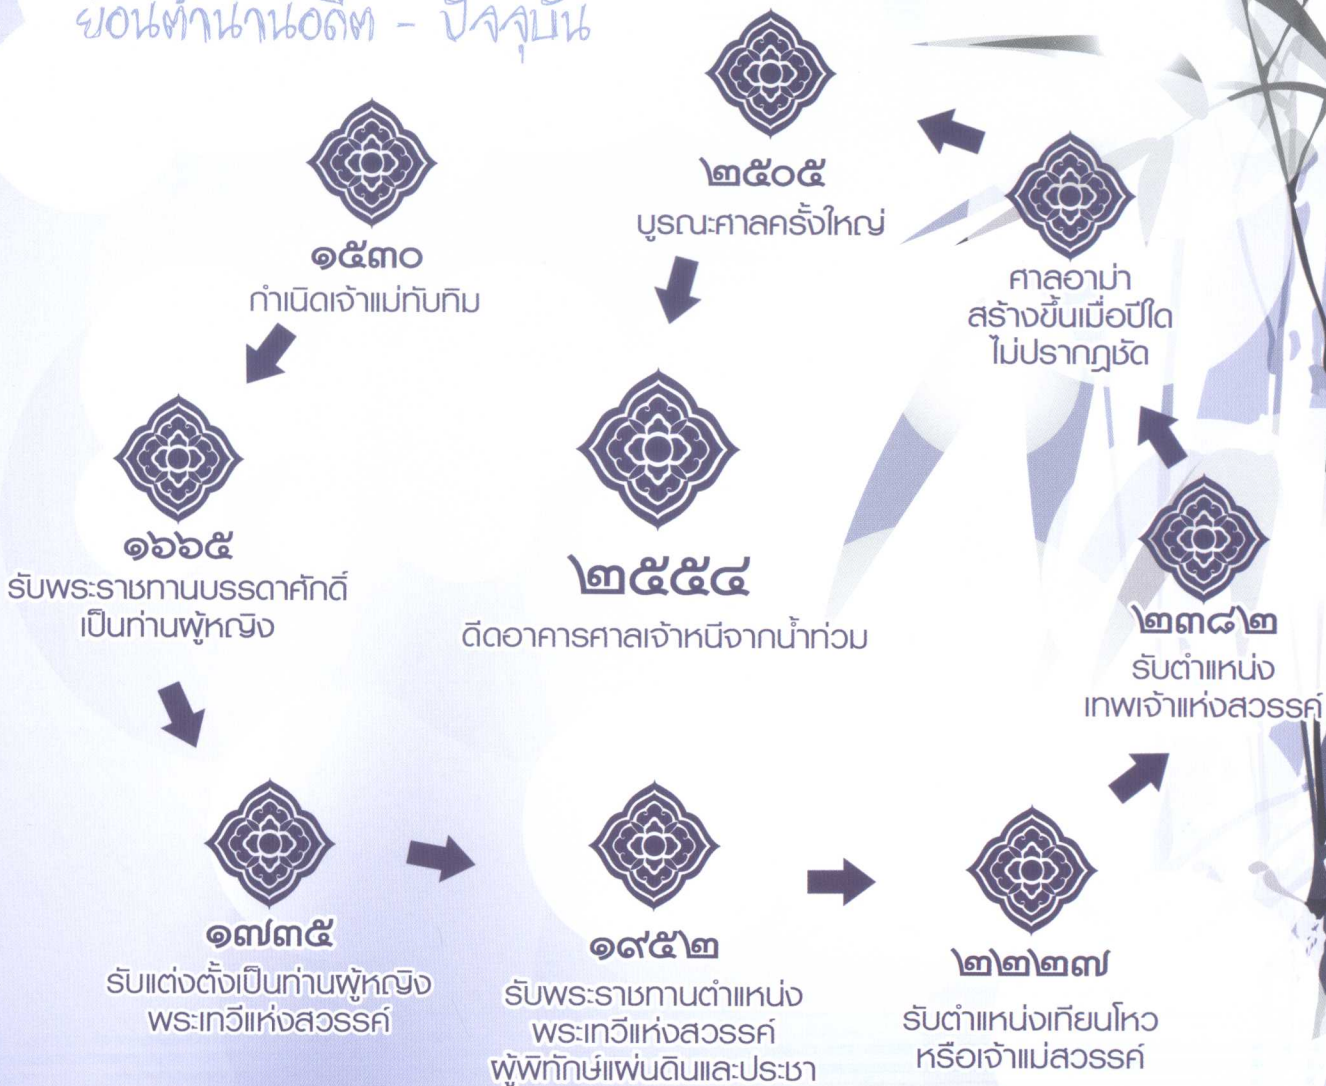 ย้อนตำนานอดีต - ปัจจุบัน
๑๕๓๐
กำเนิดเจ้าแม่ทับทิม
๑๖๖๕
รับพระราชทานบรรดาศักดิ์
เป็นท่านผู้หญิง
๑๗๓๕
รับแต่งตั้งเป็นท่านผู้หญิง
พระเทวีแห่งสวรรค์
๑๙๕๒
รับพระราชทานตำแหน่ง
พระเทวีแห่งสวรรค์
ผู้พิทักษ์แผ่นดินและประชา
๒๒๒๗
รับตำแหน่งเทียนโหว
หรือเจ้าแม่สวรรค์
๒๓๘๒
รับตำแหน่ง
เทพเจ้าแห่งสวรรค์
ศาลอาม่า
สร้างขึ้นเมื่อปีใด
ไม่ปรากฏชัด
๒๕๐๕
บูรณะศาลครั้งใหญ่
๒๕๕๔
ดีดอาคารศาลเจ้าหนีจากน้ำท่วม